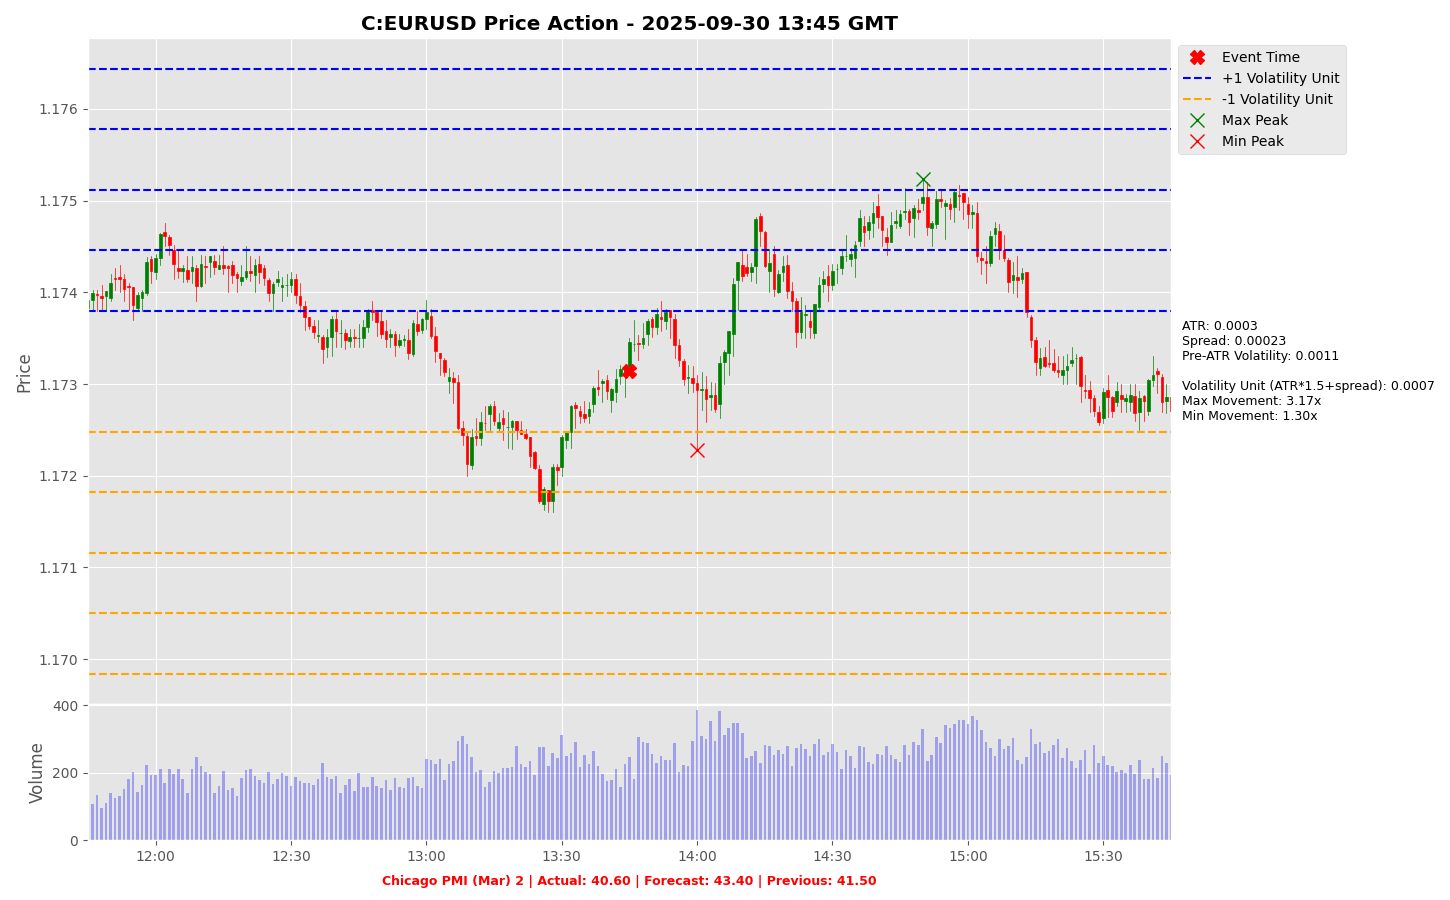 C:EURUSD Price Action - 2025-09-30 13:45 GMT
Event Time
+1 Volatility Unit
-1 Volatility Unit
Max Peak
Min Peak
1.176
1.175
1.174
1.173
1.172
1.171
1.170
Price
ATR: 0.0003
Spread: 0.00023
Pre-ATR Volatility: 0.0011
Volatility Unit (ATR*1.5+spread): 0.0007
Max Movement: 3.17x
Min Movement: 1.30x
400
200
0
Volume
12:00 12:30 13:00 13:30 14:00 14:30 15:00 15:30
Chicago PMI (Mar) 2 | Actual: 40.60 | Forecast: 43.40 | Previous: 41.50